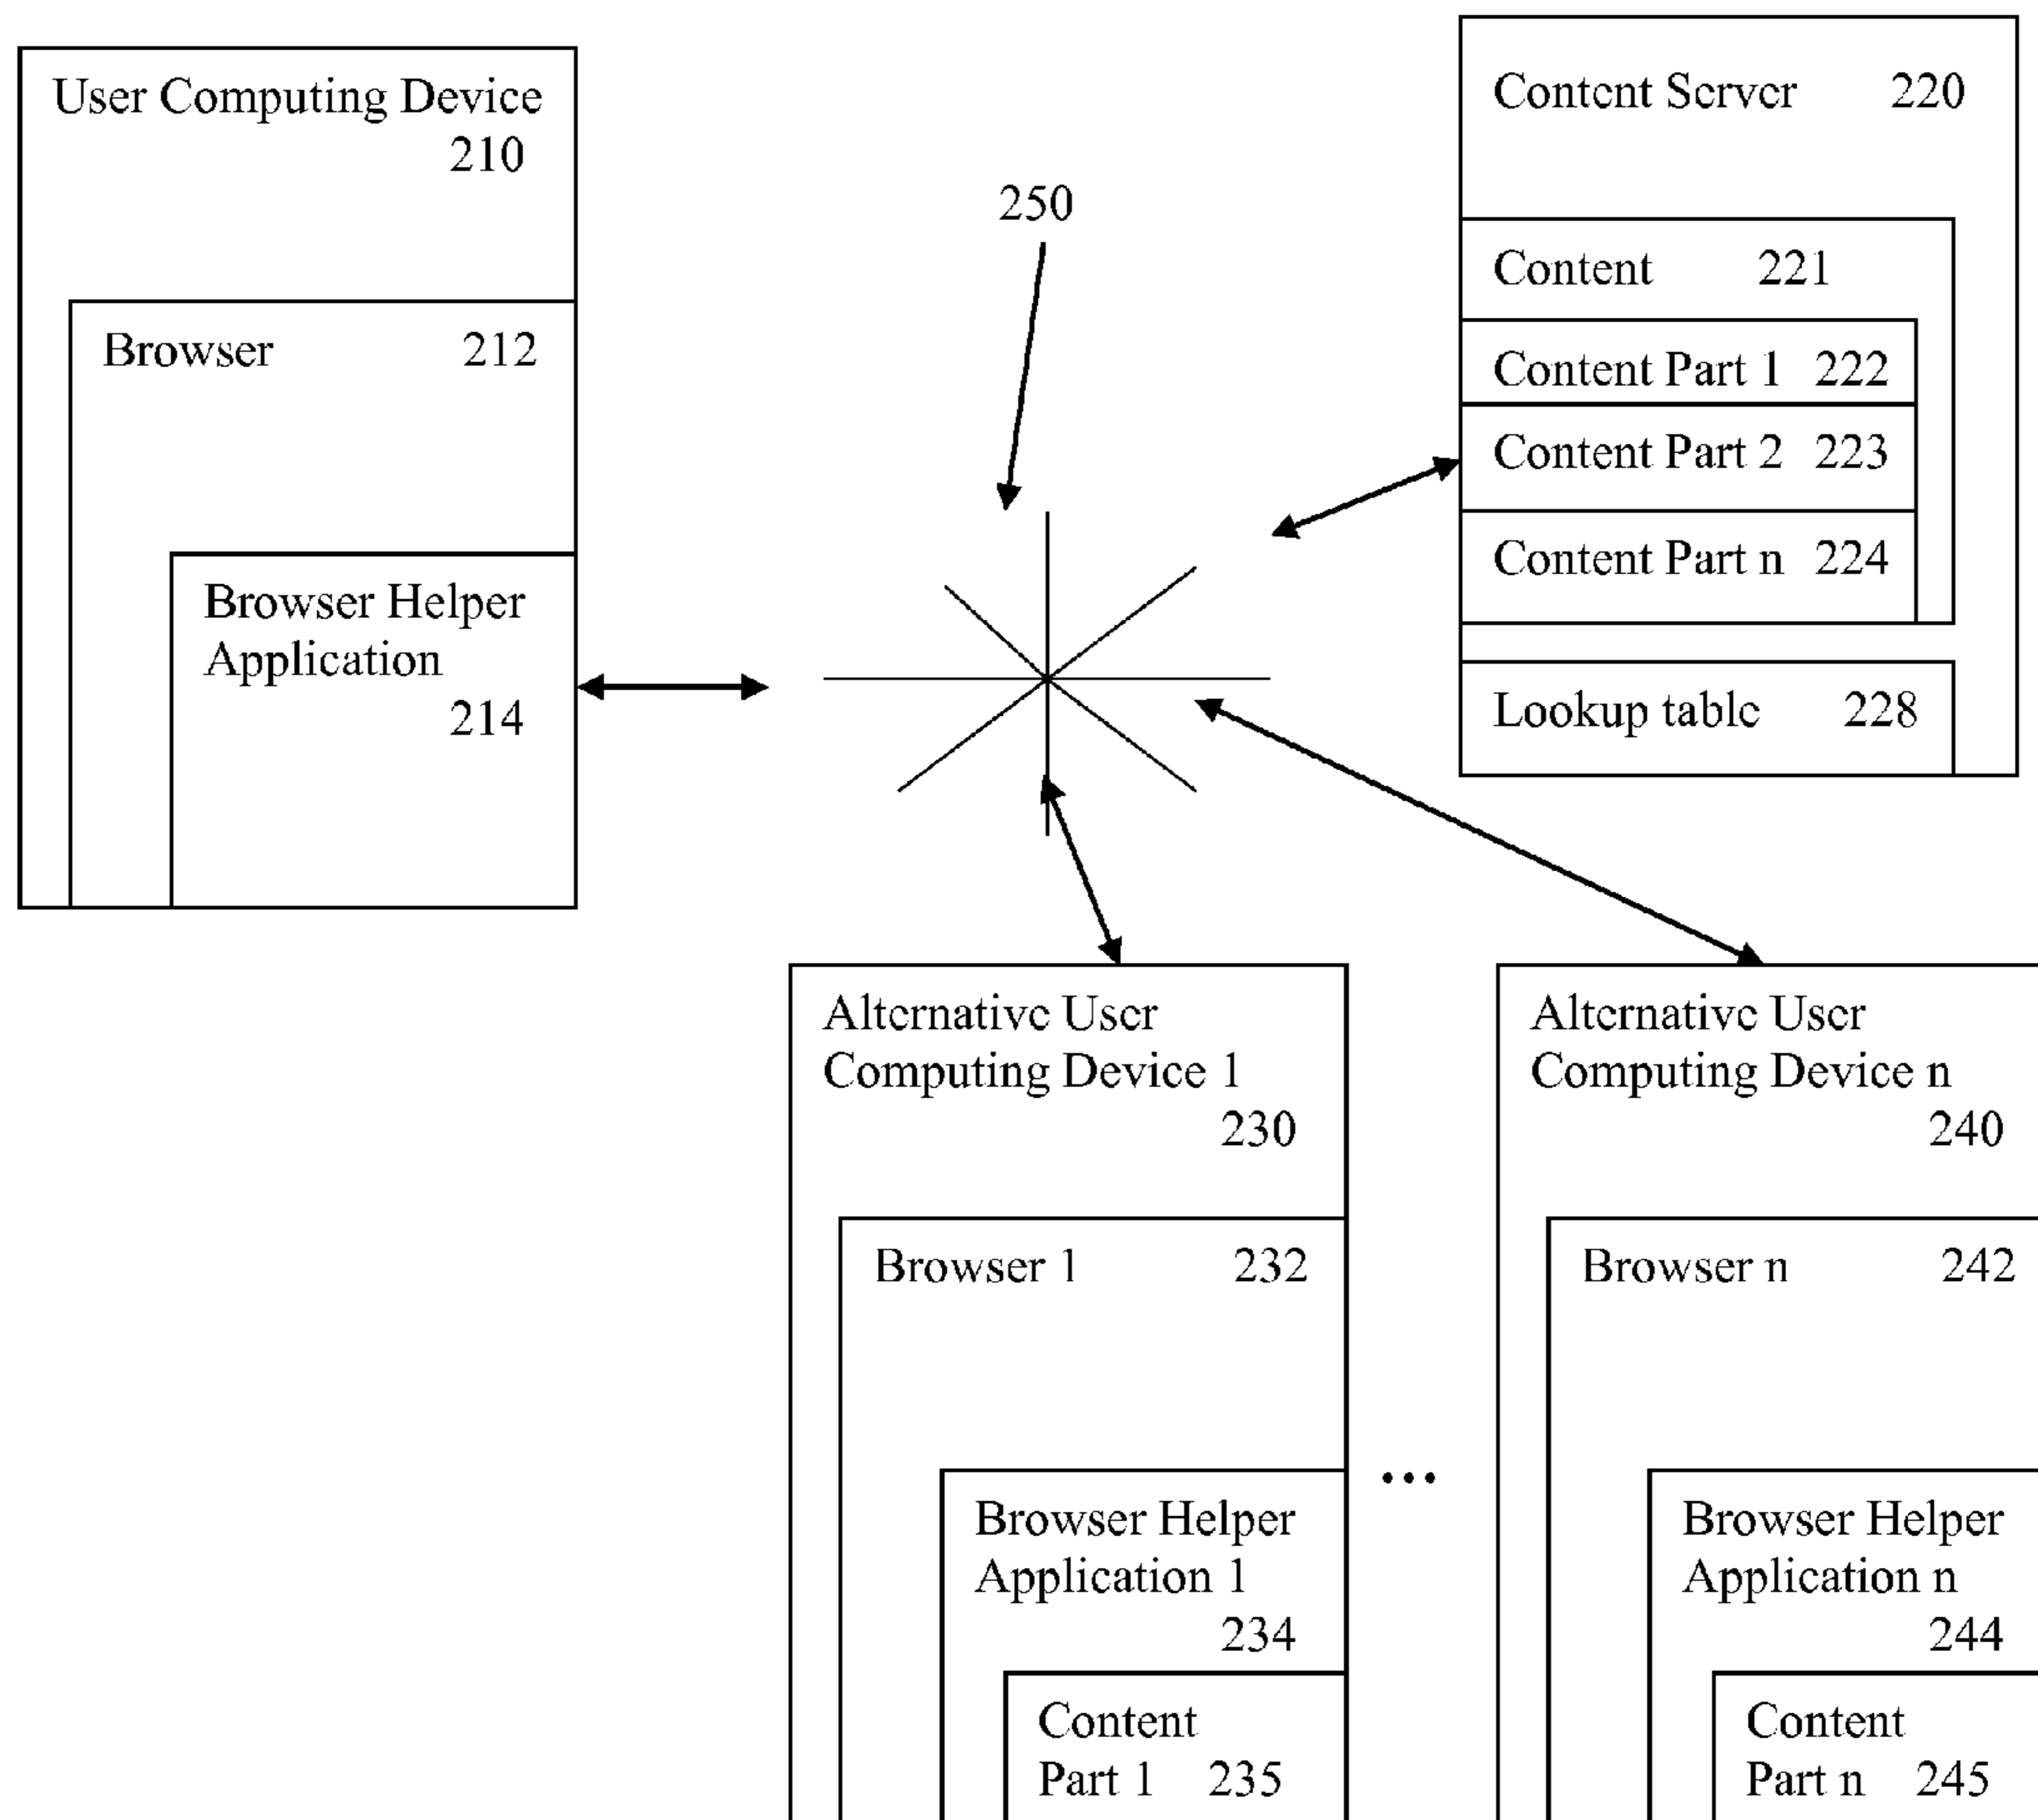 User Computing Device
210
Browser 212
Browser Helper
Application
214
250
Content Server 220
Content 221
Content Part 1 222
Content Part 2 223
Content Part n 224
Lookup table 228
Alternative User
Computing Device 1
230
Browser 1 232
Browser Helper
Application 1
234
Content
Part 1 235
...
Alternative User
Computing Device n
240
Browser n 242
Browser Helper
Application n
244
Content
Part n 245